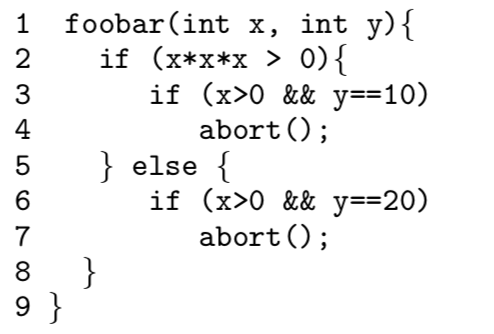 1 foobar(int x, int y){
2   if (x*x*x > 0){
3     if (x>0 && y==10)
4       abort();
5   } else {
6     if (x>0 && y==20)
7       abort();
8   }
9 }